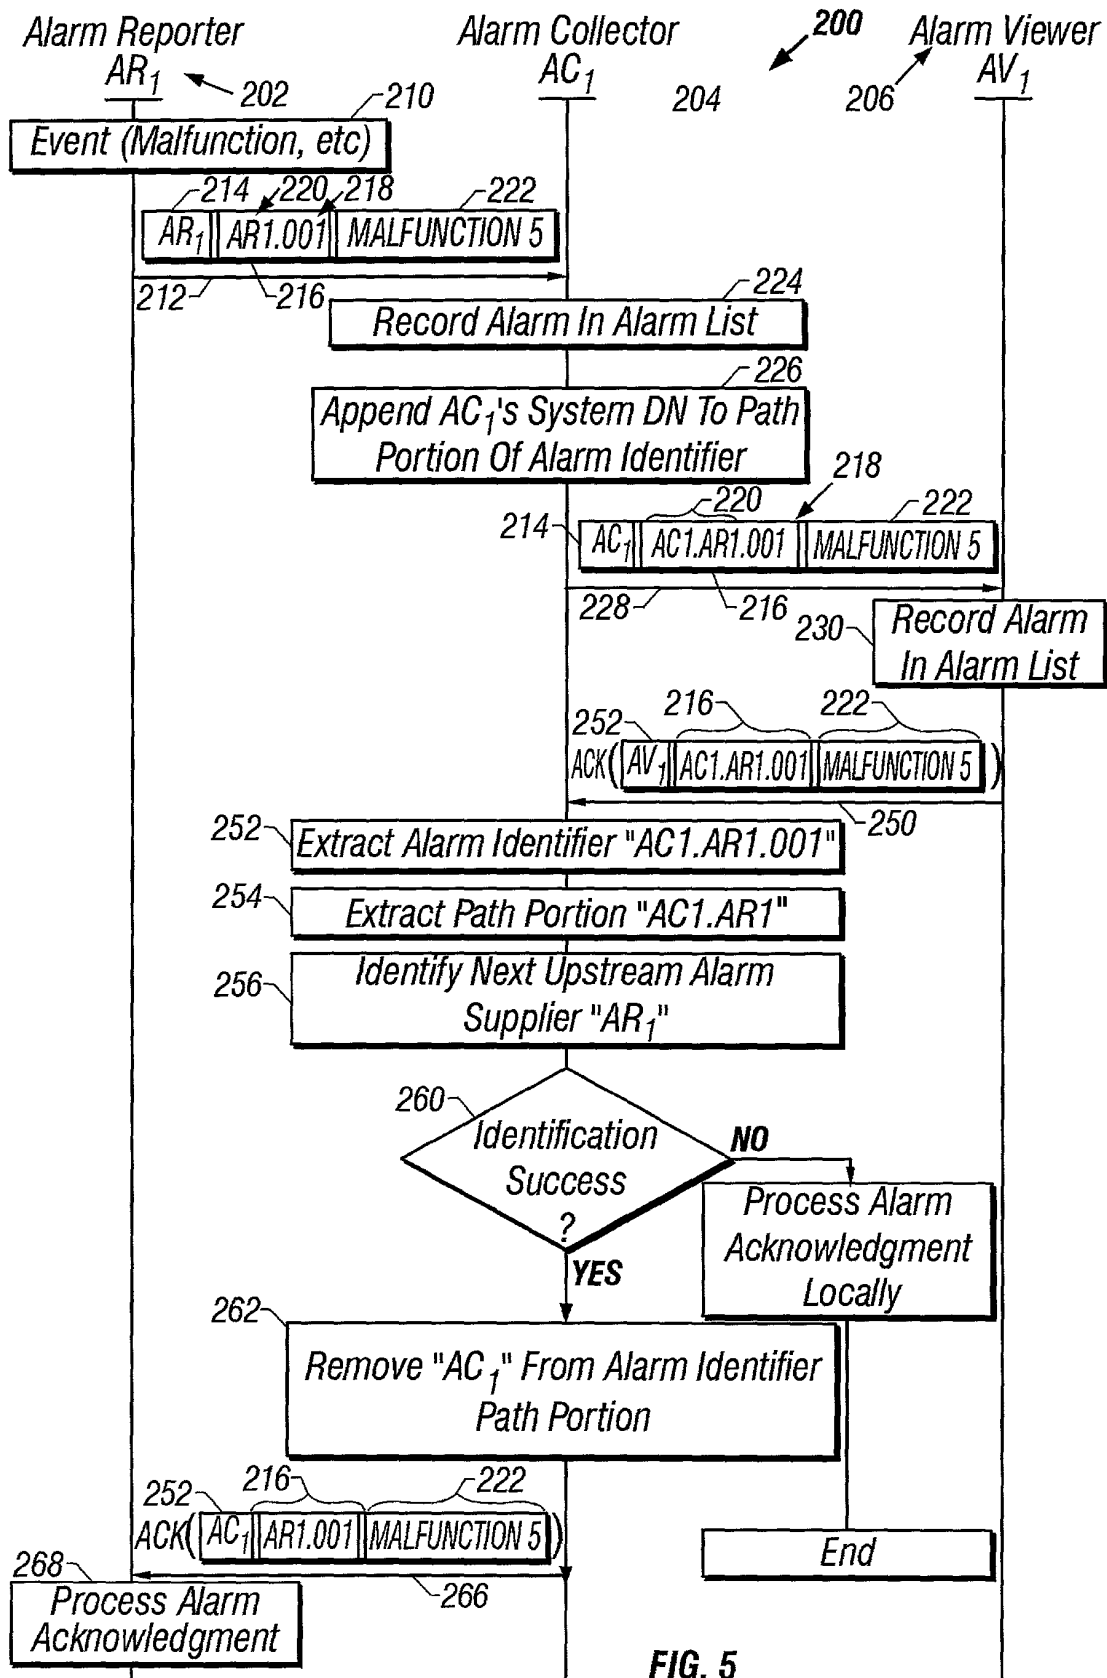 Alarm Reporter
AR1
202
Alarm Collector
AC1
200
204
Alarm Viewer
206
AV1
210
Event (Malfunction, etc)
214 220 218 222
AR1 AR1.001 MALFUNCTION 5
212 216
224
Record Alarm In Alarm List
226
Append AC1's System DN To Path
Portion Of Alarm Identifier
218
220 222
214 AC1 AC1.AR1.001 MALFUNCTION 5
228 216
230 Record Alarm
In Alarm List
252 216 222
ACK( AV1 AC1.AR1.001 MALFUNCTION 5 )
250
252 Extract Alarm Identifier "AC1.AR1.001"
254 Extract Path Portion "AC1.AR1"
256 Identify Next Upstream Alarm
Supplier "AR1"
260
Identification
Success
?
NO
YES
Process Alarm
Acknowledgment
Locally
262
Remove "AC1" From Alarm Identifier
Path Portion
252 216 222
ACK( AC1 AR1.001 MALFUNCTION 5 )
End
268 266
Process Alarm
Acknowledgment
FIG. 5